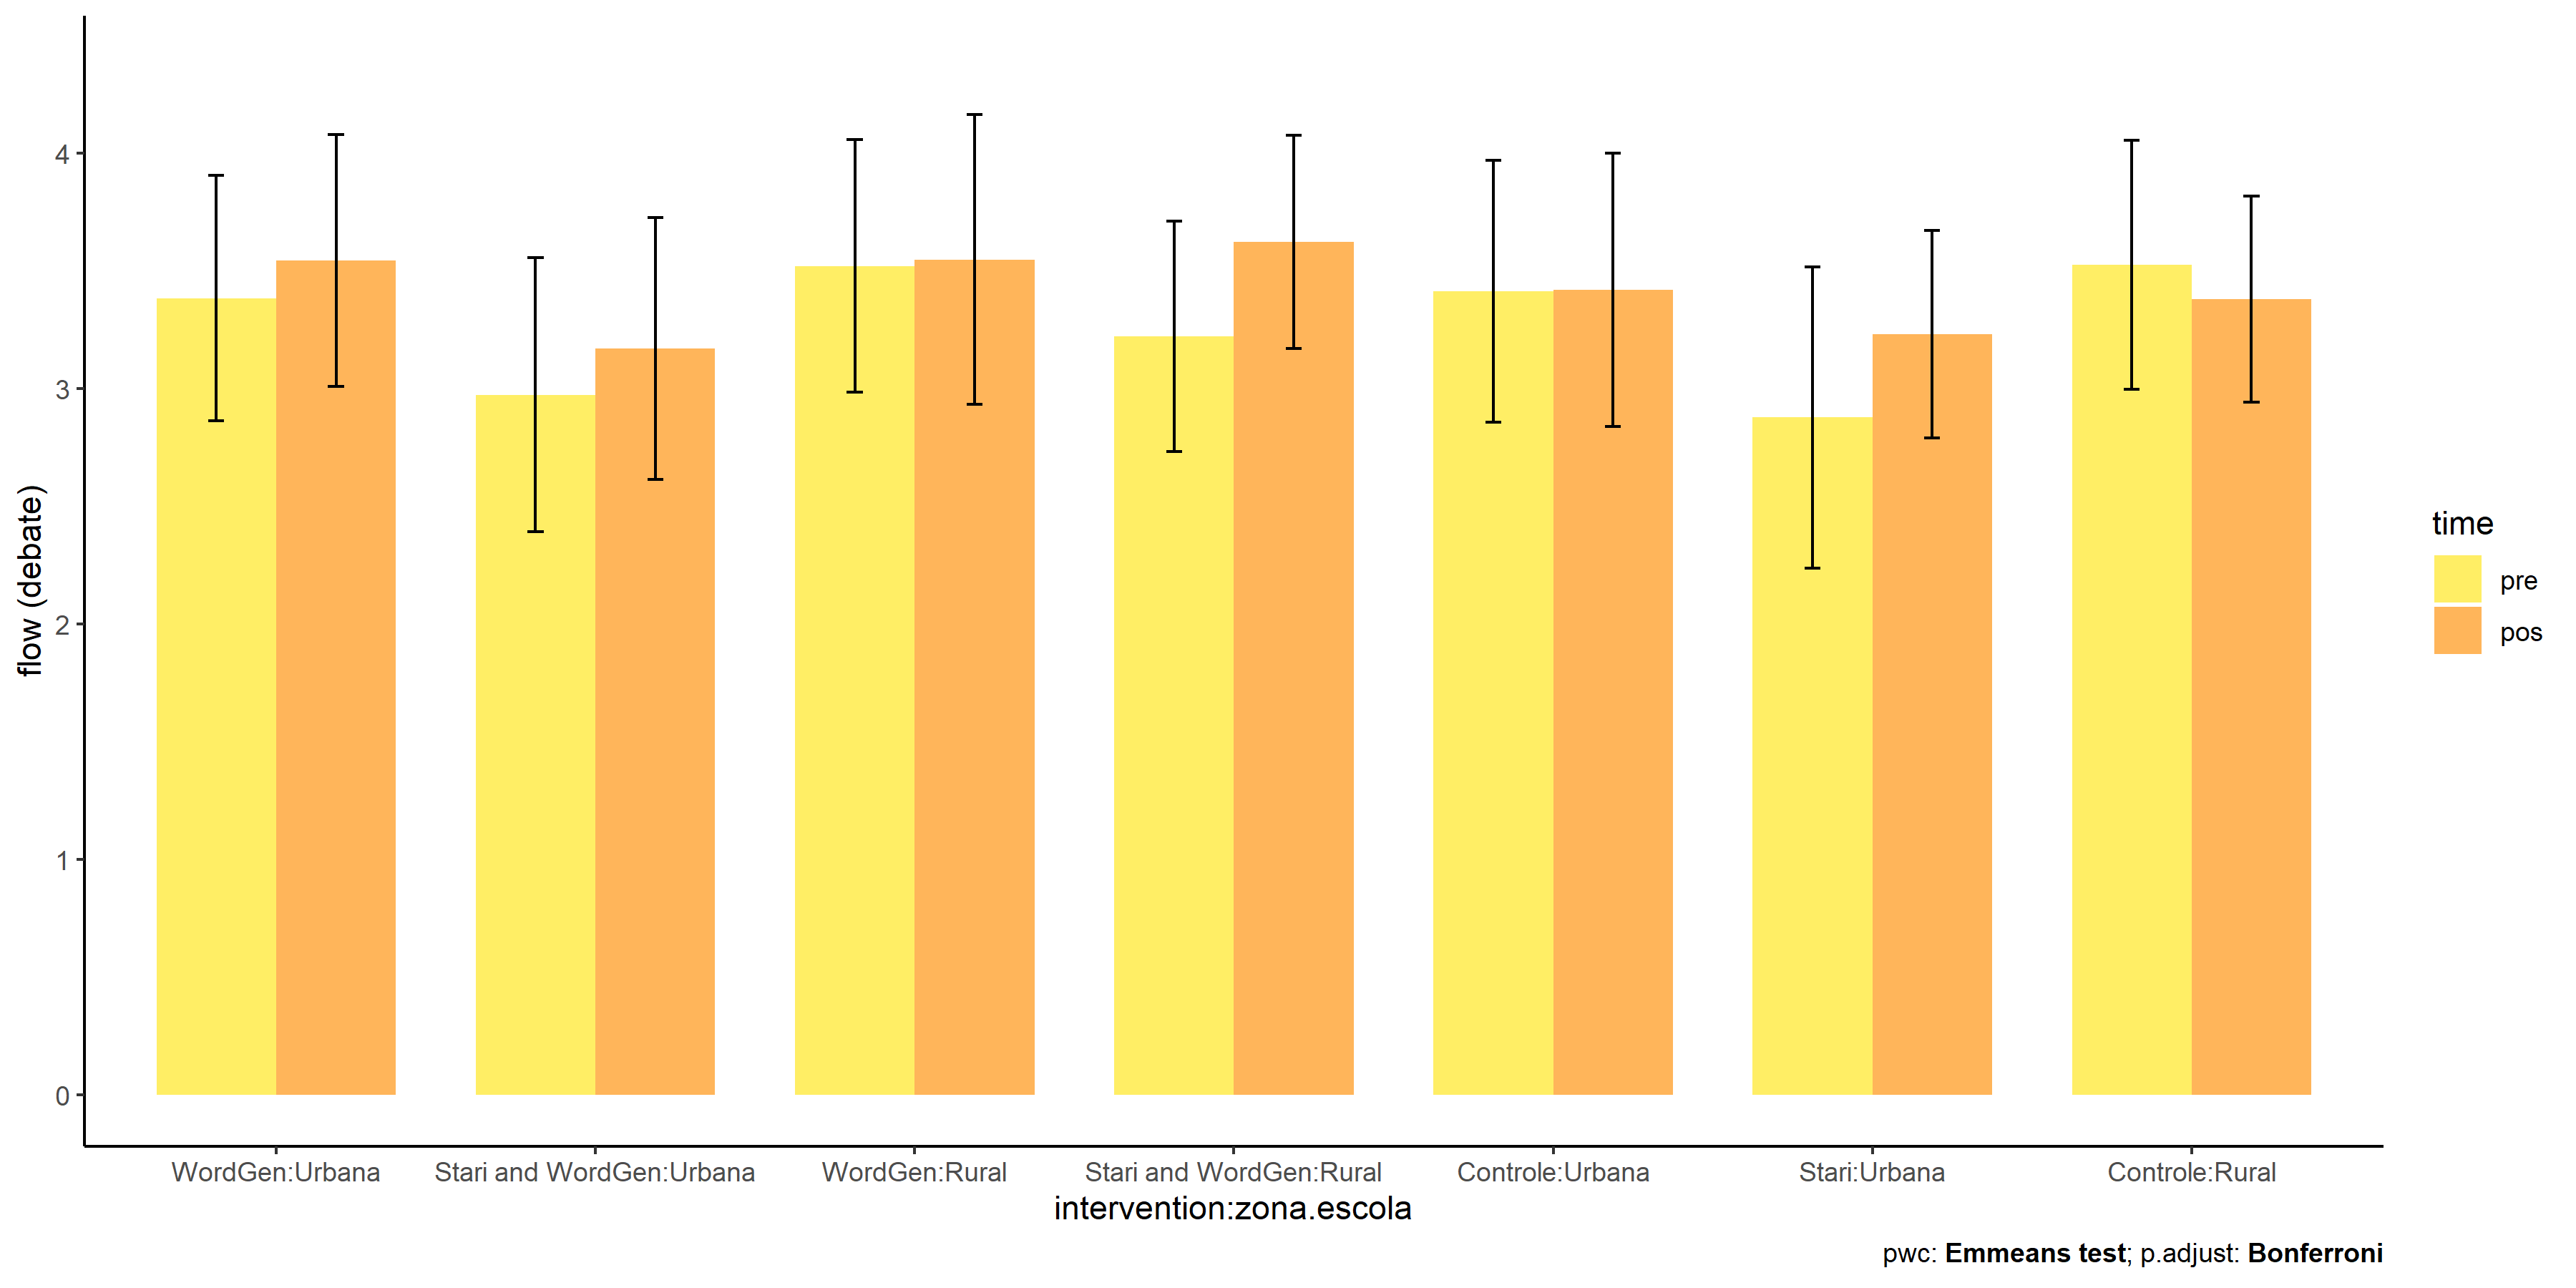 flow (debate)
4
3
2
1
0
WordGen:Urbana
Stari and WordGen:Urbana
WordGen:Rural
Stari and WordGen:Rural
Controle:Urbana
Stari:Urbana
Controle:Rural
intervention:zona.escola
time
pre
pos
pwc: Emmeans test; p.adjust: Bonferroni